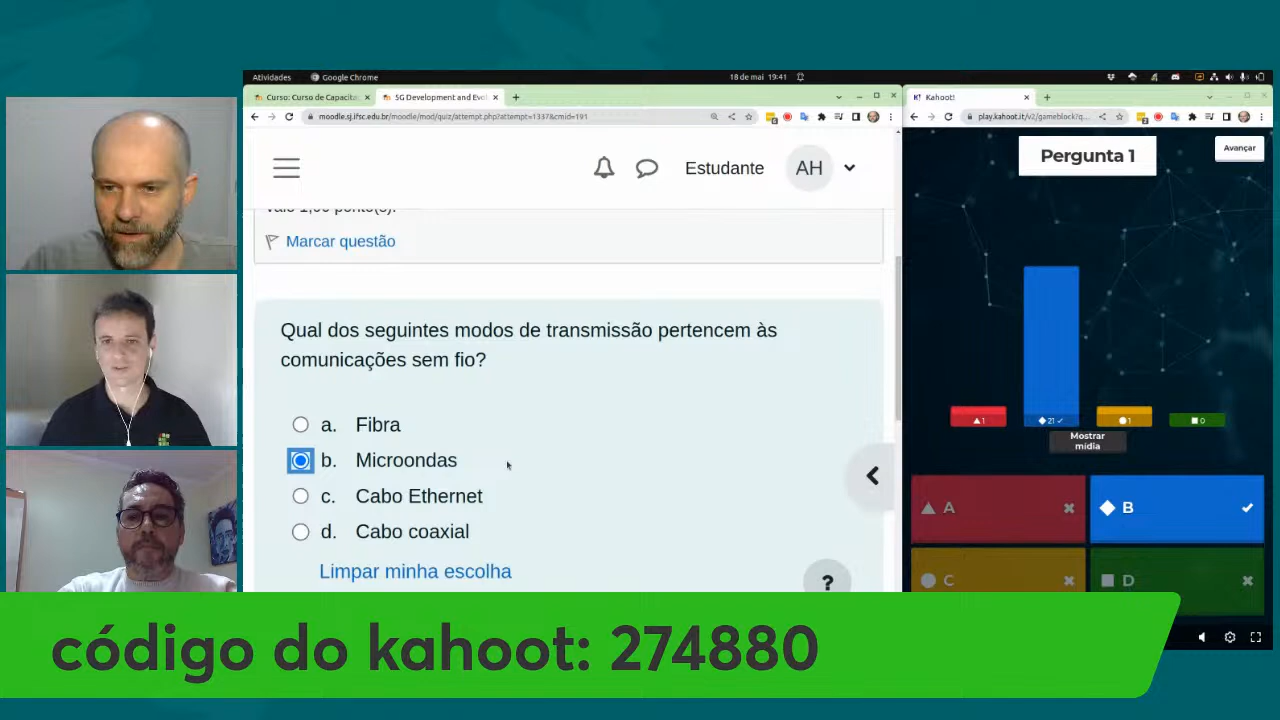 Atividades
Google Chrome
18 de mai 19:41
Curso: Curso de Capacita
5G Development and Evol
moodle.sj.ifsc.edu.br/moodle/mod/quiz/attempt.php?attempt=1337&cmid=191
Estudante
AH
Marcar questão
Qual dos seguintes modos de transmissão pertencem às
comunicações sem fio?
a. Fibra
b. Microondas
c. Cabo Ethernet
d. Cabo coaxial
Limpar minha escolha
?
K! Kahoot!
play.kahoot.it/v2/gameblock?q...
Pergunta 1
Avançar
1
21
1
0
Mostrar
mídia
A
B
C
D
código do kahoot: 274880